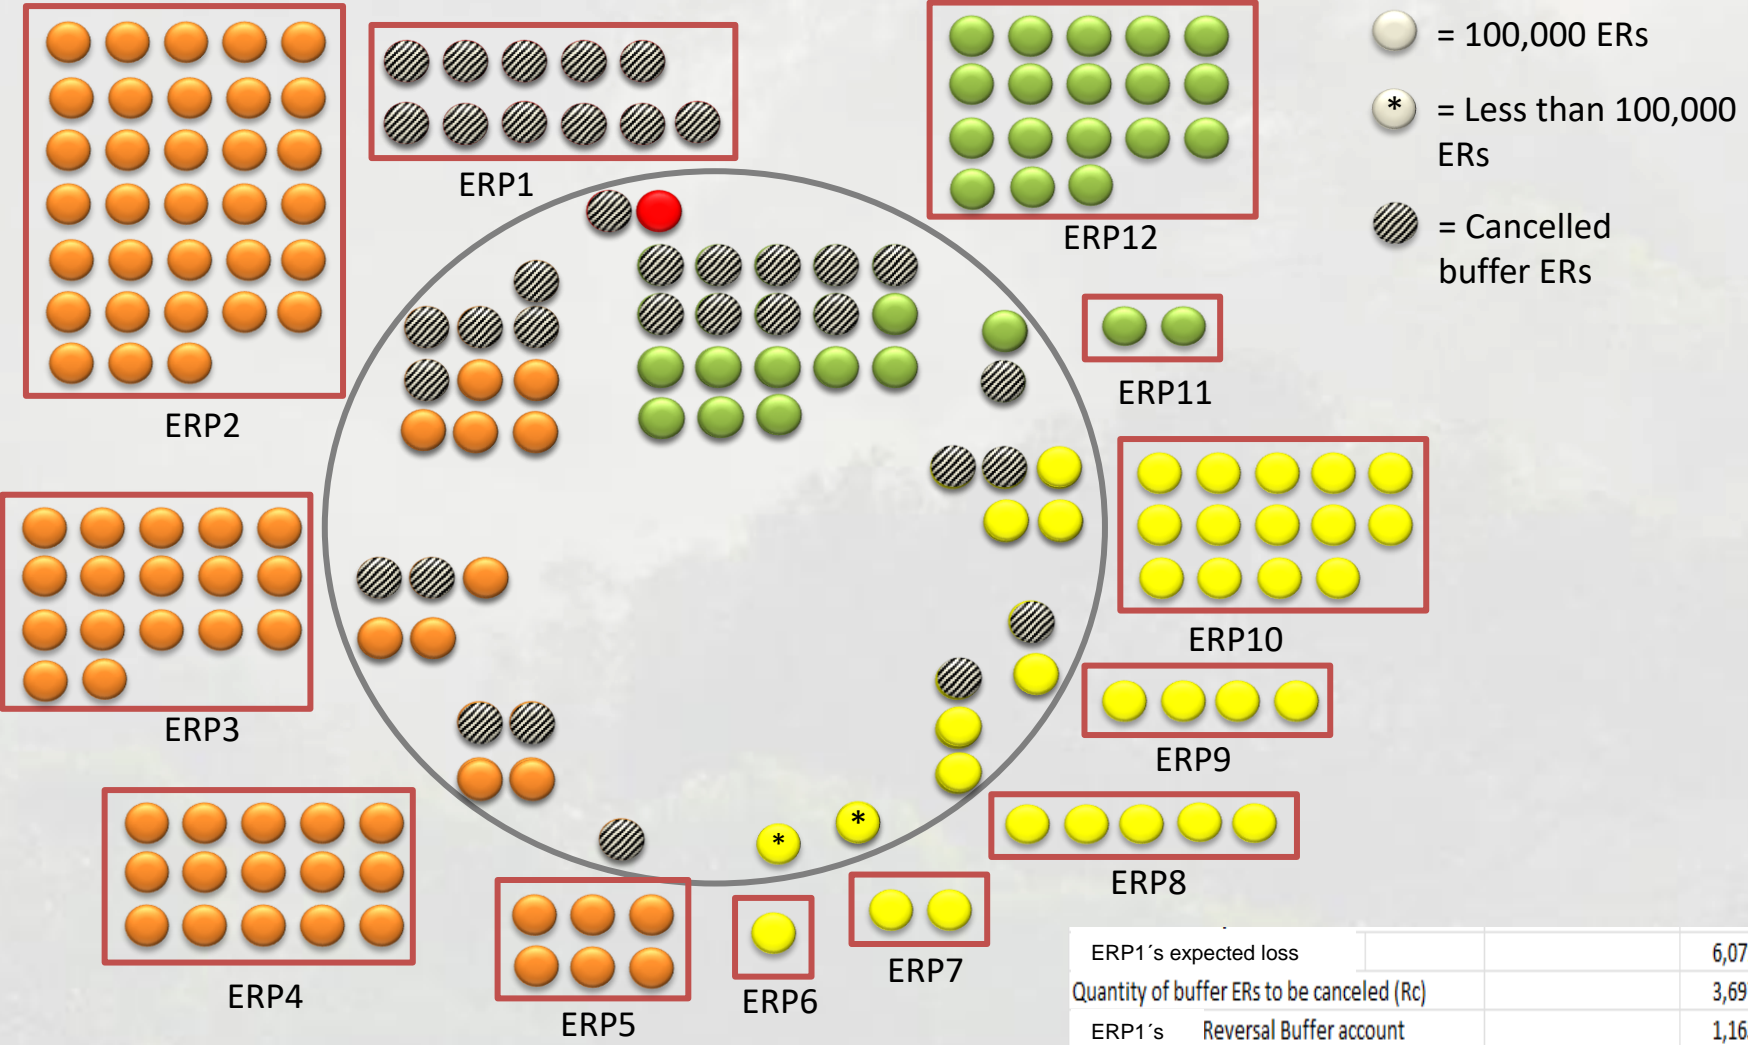 = 100,000 ERs
* = Less than 100,000
ERs
= Cancelled
buffer ERs
ERP1
ERP12
ERP11
ERP2
ERP10
ERP3
ERP9
ERP8
*
*
ERP4
ERP5
ERP6
ERP7
ERP1´s expected loss 6,07
Quantity of buffer ERs to be canceled (Rc) 3,69
ERP1´s Reversal Buffer account 1,16